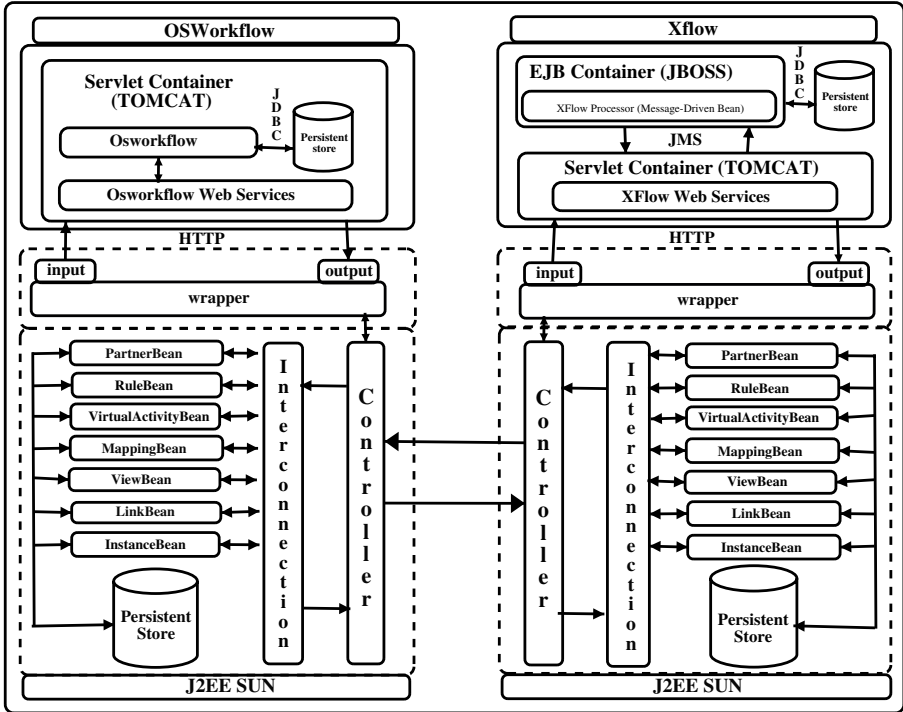 OSWorkflow
Servlet Container
(TOMCAT)
JDBC
Persistent
store
Osworkflow
Osworkflow Web Services
HTTP
input
output
wrapper
PartnerBean
RuleBean
VirtualActivityBean
MappingBean
ViewBean
LinkBean
InstanceBean
Persistent
Store
Interconnection
Controller
J2EE SUN
Xflow
EJB Container (JBOSS)
XFlow Processor (Message-Driven Bean)
JDBC
Persistent
store
JMS
Servlet Container (TOMCAT)
XFlow Web Services
HTTP
input
output
wrapper
Controller
Interconnection
PartnerBean
RuleBean
VirtualActivityBean
MappingBean
ViewBean
LinkBean
InstanceBean
Persistent
Store
J2EE SUN